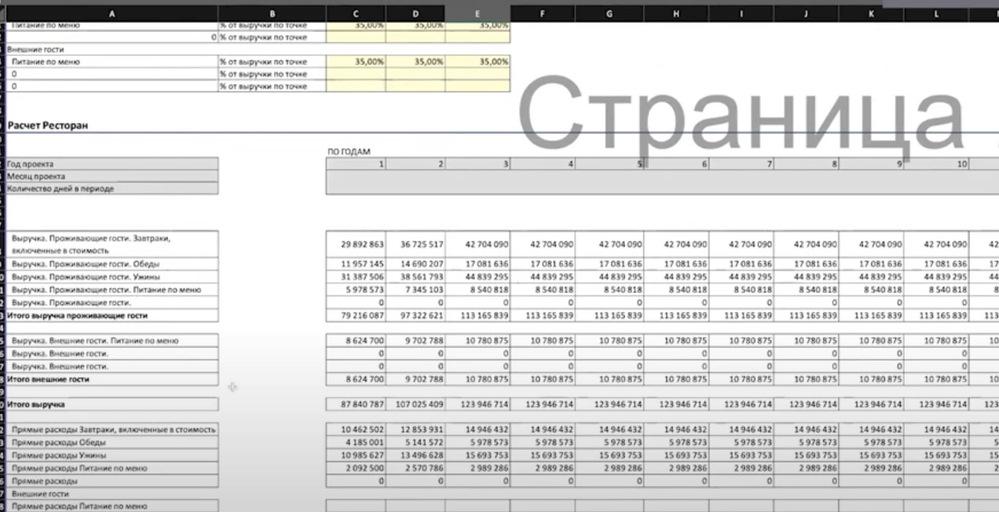 A B C D E F G H I J K L
Питание по меню % от выручки по точке 35,00% 35,00% 35,00%
0 % от выручки по точке
Внешние гости
Питание по меню % от выручки по точке 35,00% 35,00% 35,00%
0 % от выручки по точке
0 % от выручки по точке
Страница
Расчет Ресторан
ПО ГОДАМ
Год проекта 1 2 3 4 5 6 7 8 9 10
Месяц проекта
Количество дней в периоде
Выручка. Проживающие гости. Завтраки,
включенные в стоимость 29 892 863 36 725 517 42 704 090 42 704 090 42 704 090 42 704 090 42 704 090 42 704 090 42 704 090 42 704 090 42
Выручка. Проживающие гости. Обеды 11 957 145 14 690 207 17 081 636 17 081 636 17 081 636 17 081 636 17 081 636 17 081 636 17 081 636 17 081 636 17
Выручка. Проживающие гости. Ужины 31 387 506 38 561 793 44 839 295 44 839 295 44 839 295 44 839 295 44 839 295 44 839 295 44 839 295 44 839 295 44
Выручка. Проживающие гости. Питание по меню 5 978 573 7 345 103 8 540 818 8 540 818 8 540 818 8 540 818 8 540 818 8 540 818 8 540 818 8 540 818 8
Выручка. Проживающие гости. 0 0 0 0 0 0 0 0 0 0
Итого выручка проживающие гости 79 216 087 97 322 621 113 165 839 113 165 839 113 165 839 113 165 839 113 165 839 113 165 839 113 165 839 113 165 839 113
Выручка. Внешние гости. Питание по меню 8 624 700 9 702 788 10 780 875 10 780 875 10 780 875 10 780 875 10 780 875 10 780 875 10 780 875 10 780 875 10
Выручка. Внешние гости. 0 0 0 0 0 0 0 0 0 0
Выручка. Внешние гости. 0 0 0 0 0 0 0 0 0 0
Итого внешние гости 8 624 700 9 702 788 10 780 875 10 780 875 10 780 875 10 780 875 10 780 875 10 780 875 10 780 875 10 780 875 10
Итого выручка 87 840 787 107 025 409 123 946 714 123 946 714 123 946 714 123 946 714 123 946 714 123 946 714 123 946 714 123 946 714 123
Прямые расходы Завтраки, включенные в стоимость 10 462 502 12 853 931 14 946 432 14 946 432 14 946 432 14 946 432 14 946 432 14 946 432 14 946 432 14 946 432 14
Прямые расходы Обеды 4 185 001 5 141 572 5 978 573 5 978 573 5 978 573 5 978 573 5 978 573 5 978 573 5 978 573 5 978 573 5
Прямые расходы Ужины 10 985 627 13 496 628 15 693 753 15 693 753 15 693 753 15 693 753 15 693 753 15 693 753 15 693 753 15 693 753 15
Прямые расходы Питание по меню 2 092 500 2 570 786 2 989 286 2 989 286 2 989 286 2 989 286 2 989 286 2 989 286 2 989 286 2 989 286 2
Прямые расходы 0 0 0 0 0 0 0 0 0 0
Внешние гости
Прямые расходы Питание по меню